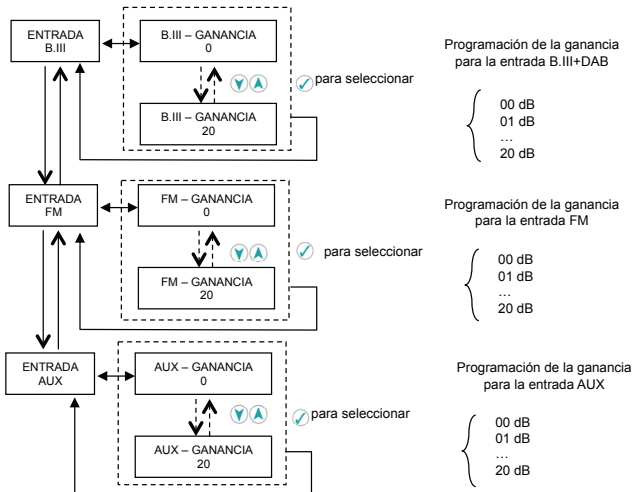 ENTRADA
B.III
B.III – GANANCIA
0
B.III – GANANCIA
20
para seleccionar
Programación de la ganancia
para la entrada B.III+DAB
00 dB
01 dB
…
20 dB
ENTRADA
FM
FM – GANANCIA
0
FM – GANANCIA
20
para seleccionar
Programación de la ganancia
para la entrada FM
00 dB
01 dB
…
20 dB
ENTRADA
AUX
AUX – GANANCIA
0
AUX – GANANCIA
20
para seleccionar
Programación de la ganancia
para la entrada AUX
00 dB
01 dB
…
20 dB